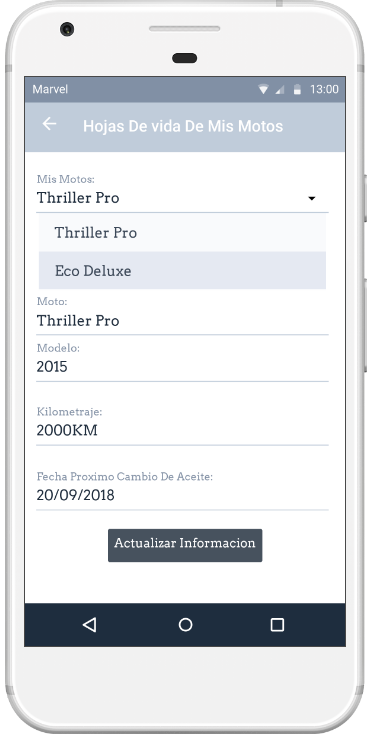 Marvel 13:00
Hojas De vida De Mis Motos
Mis Motos:
Thriller Pro
Thriller Pro
Eco Deluxe
Moto:
Thriller Pro
Modelo:
2015
Kilometraje:
2000KM
Fecha Proximo Cambio De Aceite:
20/09/2018
Actualizar Informacion